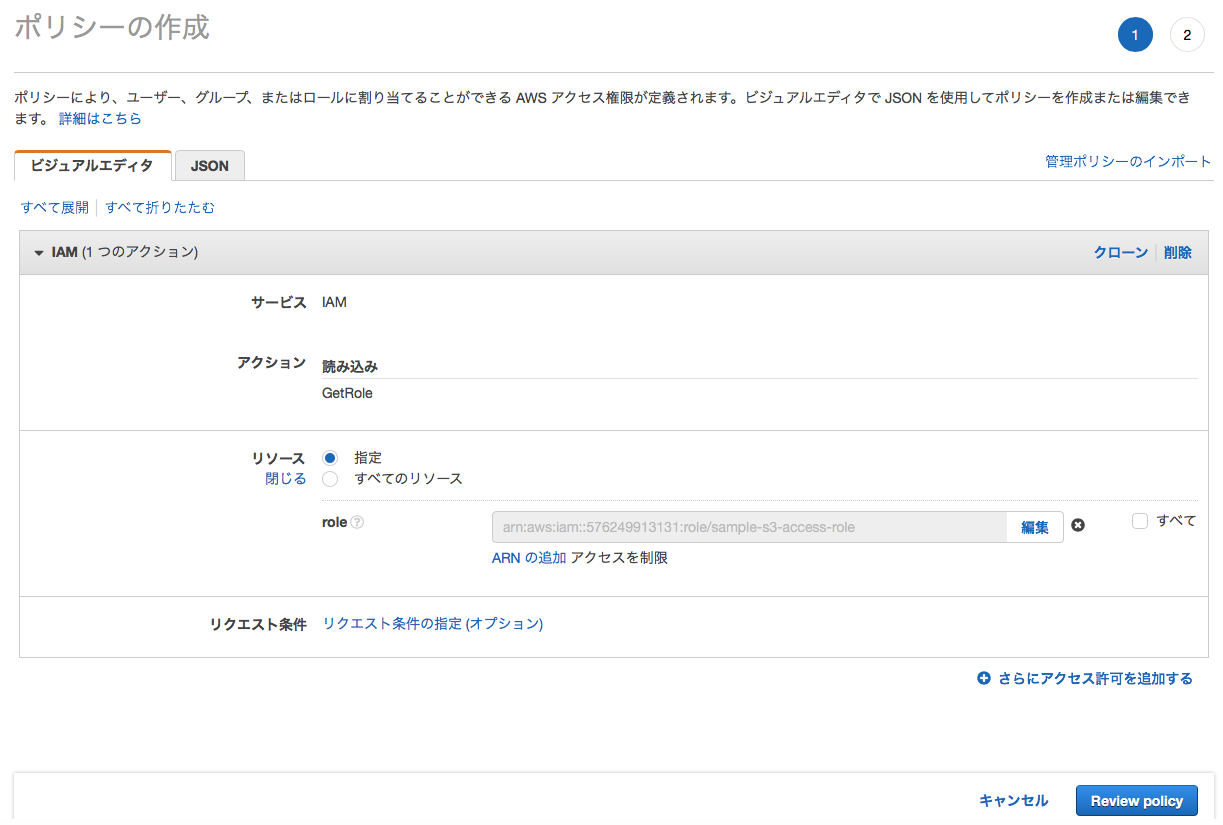 ポリシーの作成
1
2
ポリシーにより、ユーザー、グループ、またはロールに割り当てることができる AWS アクセス権限が定義されます。ビジュアルエディタで JSON を使用してポリシーを作成または編集でき
ます。 詳細はこちら
ビジュアルエディタ
JSON
管理ポリシーのインポート
すべて展開
すべて折りたたむ
IAM (1 つのアクション)
クローン
削除
サービス IAM
アクション 読み込み
GetRole
リソース 指定
閉じる すべてのリソース
role ?
arn:aws:iam::576249913131:role/sample-s3-access-role
編集
すべて
ARN の追加 アクセスを制限
リクエスト条件 リクエスト条件の指定 (オプション)
さらにアクセス許可を追加する
キャンセル
Review policy